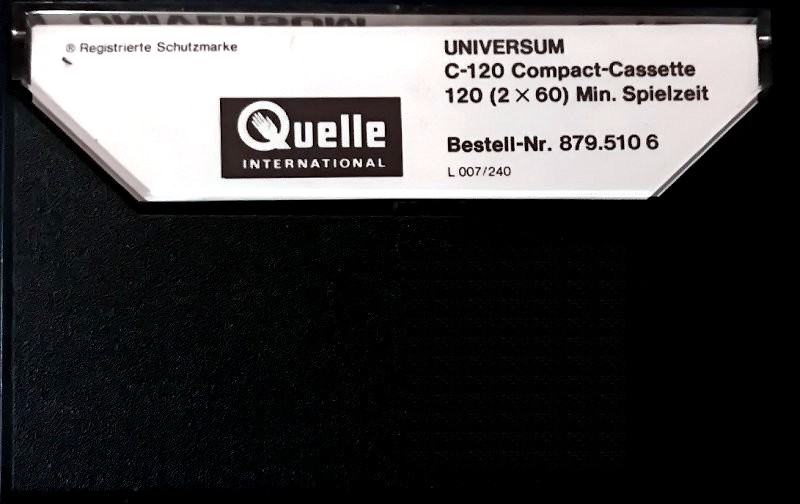 ® Registrierte Schutzmarke
Quelle
INTERNATIONAL
UNIVERSUM
C-120 Compact-Cassette
120 (2 × 60) Min. Spielzeit
Bestell-Nr. 879.510 6
L 007/240